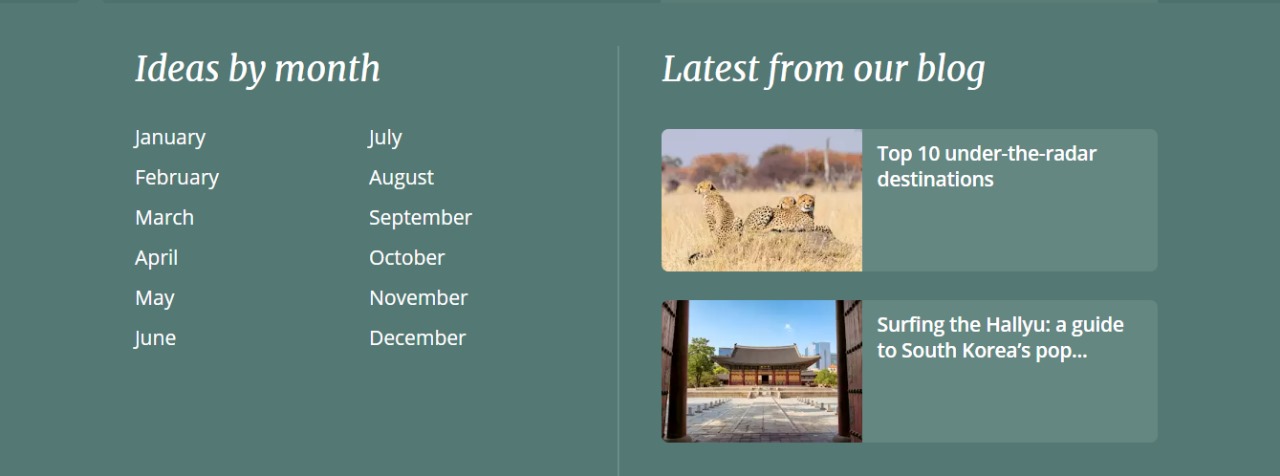 Ideas by month
January
February
March
April
May
June
July
August
September
October
November
December
Latest from our blog
Top 10 under-the-radar
destinations
Surfing the Hallyu: a guide
to South Korea’s pop...